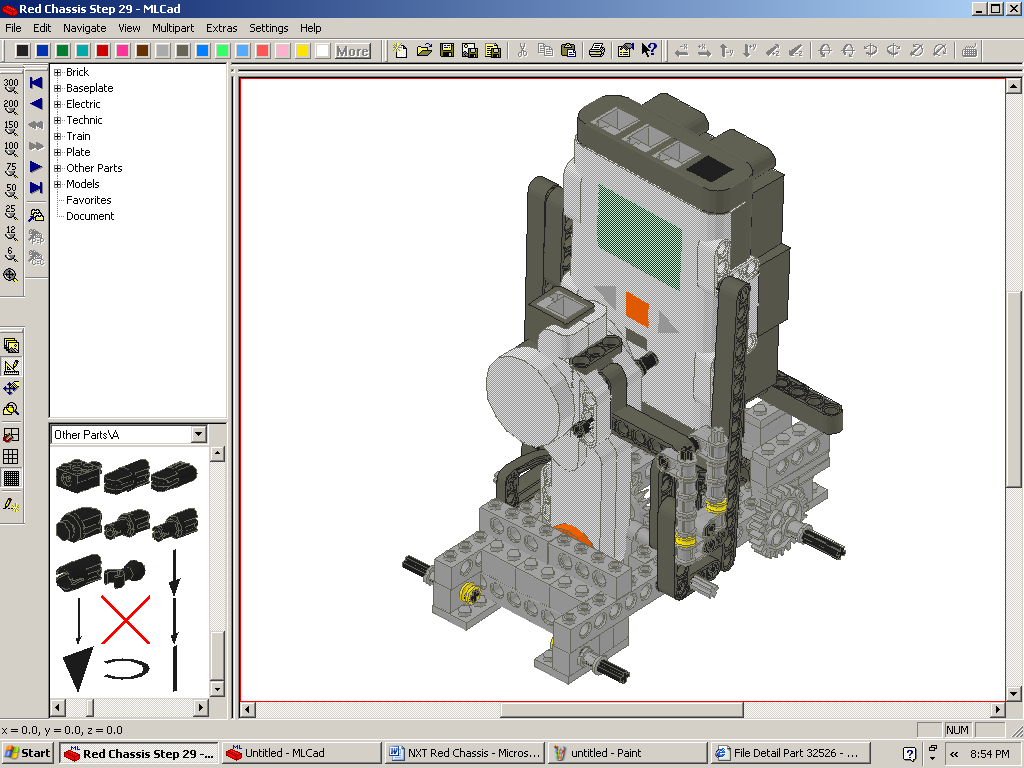 Red Chassis Step 29 - MLCad
File Edit Navigate View Multipart Extras Settings Help
More
300
200
150
100
75
50
25
12
6
Brick
Baseplate
Electric
Technic
Train
Plate
Other Parts
Models
Favorites
Document
Other Parts\A
x = 0.0, y = 0.0, z = 0.0
NUM
Start
Red Chassis Step 29 -...
Untitled - MLCad
NXT Red Chassis - Micros...
untitled - Paint
File Detail Part 32526 - ...
8:54 PM